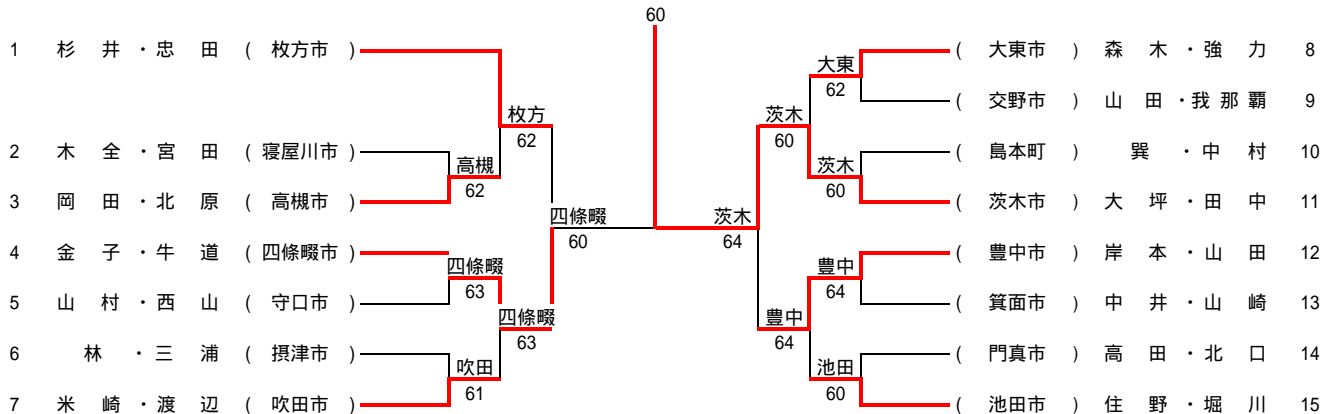 60
1 杉 井 ・ 忠 田 ( 枚方市 )
2 木 全 ・ 宮 田 ( 寝屋川市 )
3 岡 田 ・ 北 原 ( 高槻市 )
4 金 子 ・ 牛 道 ( 四條畷市 )
5 山 村 ・ 西 山 ( 守口市 )
6 林 ・ 三 浦 ( 摂津市 )
7 米 崎 ・ 渡 辺 ( 吹田市 )
高槻
62
四條畷
63
吹田
61
枚方
62
四條畷
63
四條畷
60
茨木
64
茨木
60
豊中
64
大東
62
茨木
60
豊中
64
池田
60
( 大東市 ) 森 木 ・ 強 力 8
( 交野市 ) 山 田 ・ 我 那 覇 9
( 島本町 ) 巽 ・ 中 村 10
( 茨木市 ) 大 坪 ・ 田 中 11
( 豊中市 ) 岸 本 ・ 山 田 12
( 箕面市 ) 中 井 ・ 山 崎 13
( 門真市 ) 高 田 ・ 北 口 14
( 池田市 ) 住 野 ・ 堀 川 15